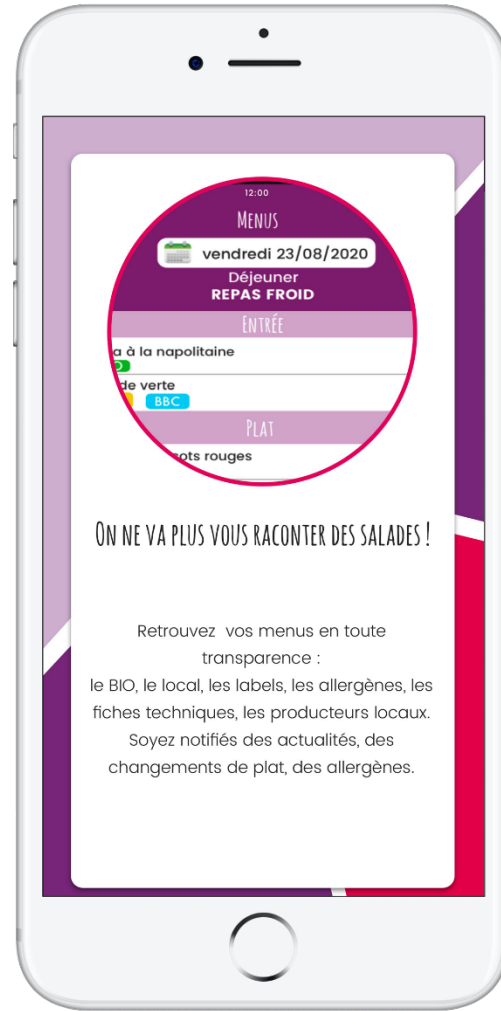 12:00
Menus
vendredi 23/08/2020
Déjeuner
REPAS FROID
Entrée
a à la napolitaine
de verte
BBC
Plat
ots rouges
On ne va plus vous raconter des salades !
Retrouvez vos menus en toute
transparence :
le BIO, le local, les labels, les allergènes, les
fiches techniques, les producteurs locaux.
Soyez notifiés des actualités, des
changements de plat, des allergènes.